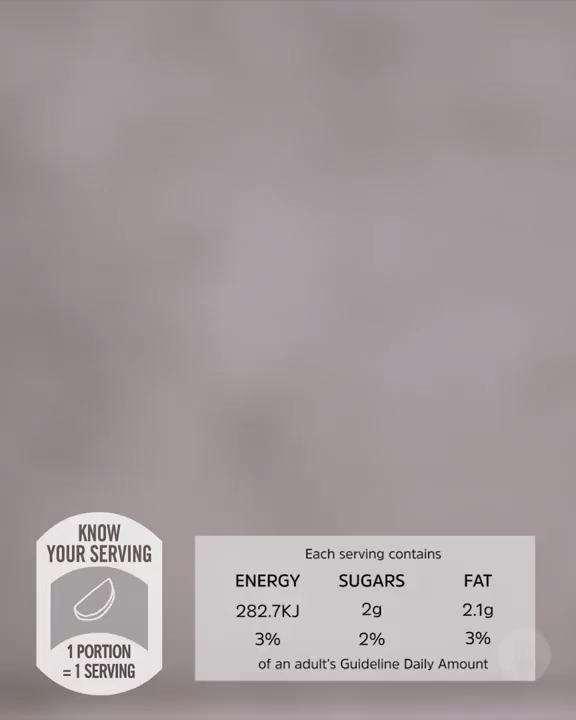 KNOW
YOUR SERVING
1 PORTION
= 1 SERVING
Each serving contains
ENERGY SUGARS FAT
282.7KJ 2g 2.1g
3% 2% 3%
of an adult's Guideline Daily Amount